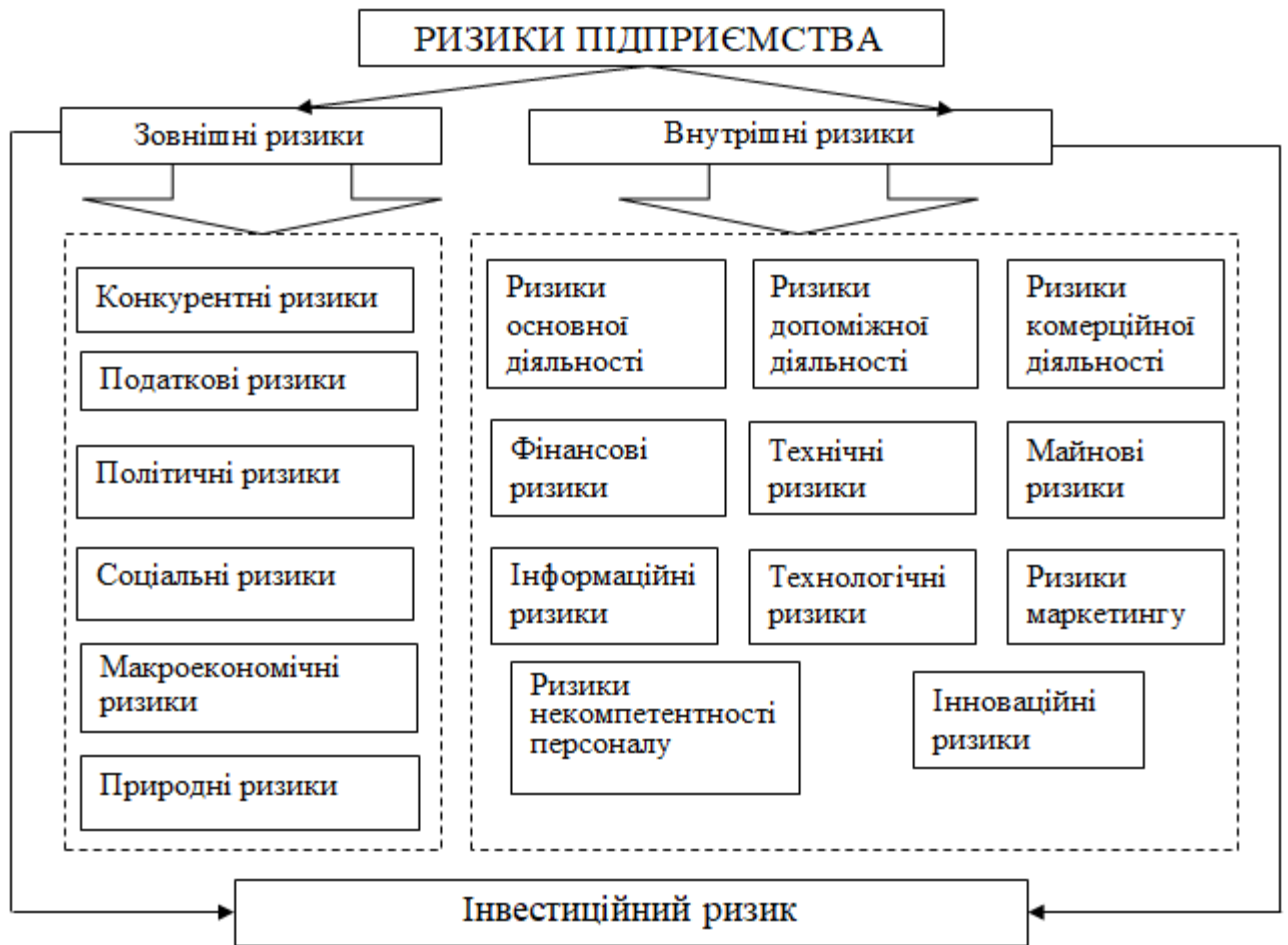 РИЗИКИ ПІДПРИЄМСТВА
Зовнішні ризики
Внутрішні ризики
Конкурентні ризики
Податкові ризики
Політичні ризики
Соціальні ризики
Макроекономічні
ризики
Природні ризики
Ризики
основної
діяльності
Ризики
допоміжної
діяльності
Ризики
комерційної
діяльності
Фінансові
ризики
Технічні
ризики
Майнові
ризики
Інформаційні
ризики
Технологічні
ризики
Ризики
маркетингу
Ризики
некомпетентності
персоналу
Інноваційні
ризики
Інвестиційний ризик